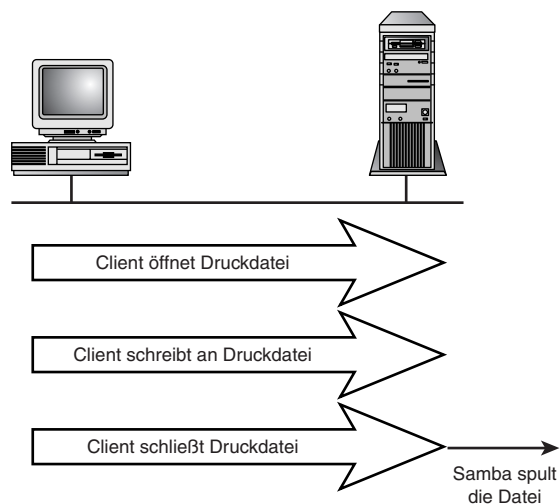 Client öffnet Druckdatei
Client schreibt an Druckdatei
Client schließt Druckdatei
Samba spult
die Datei